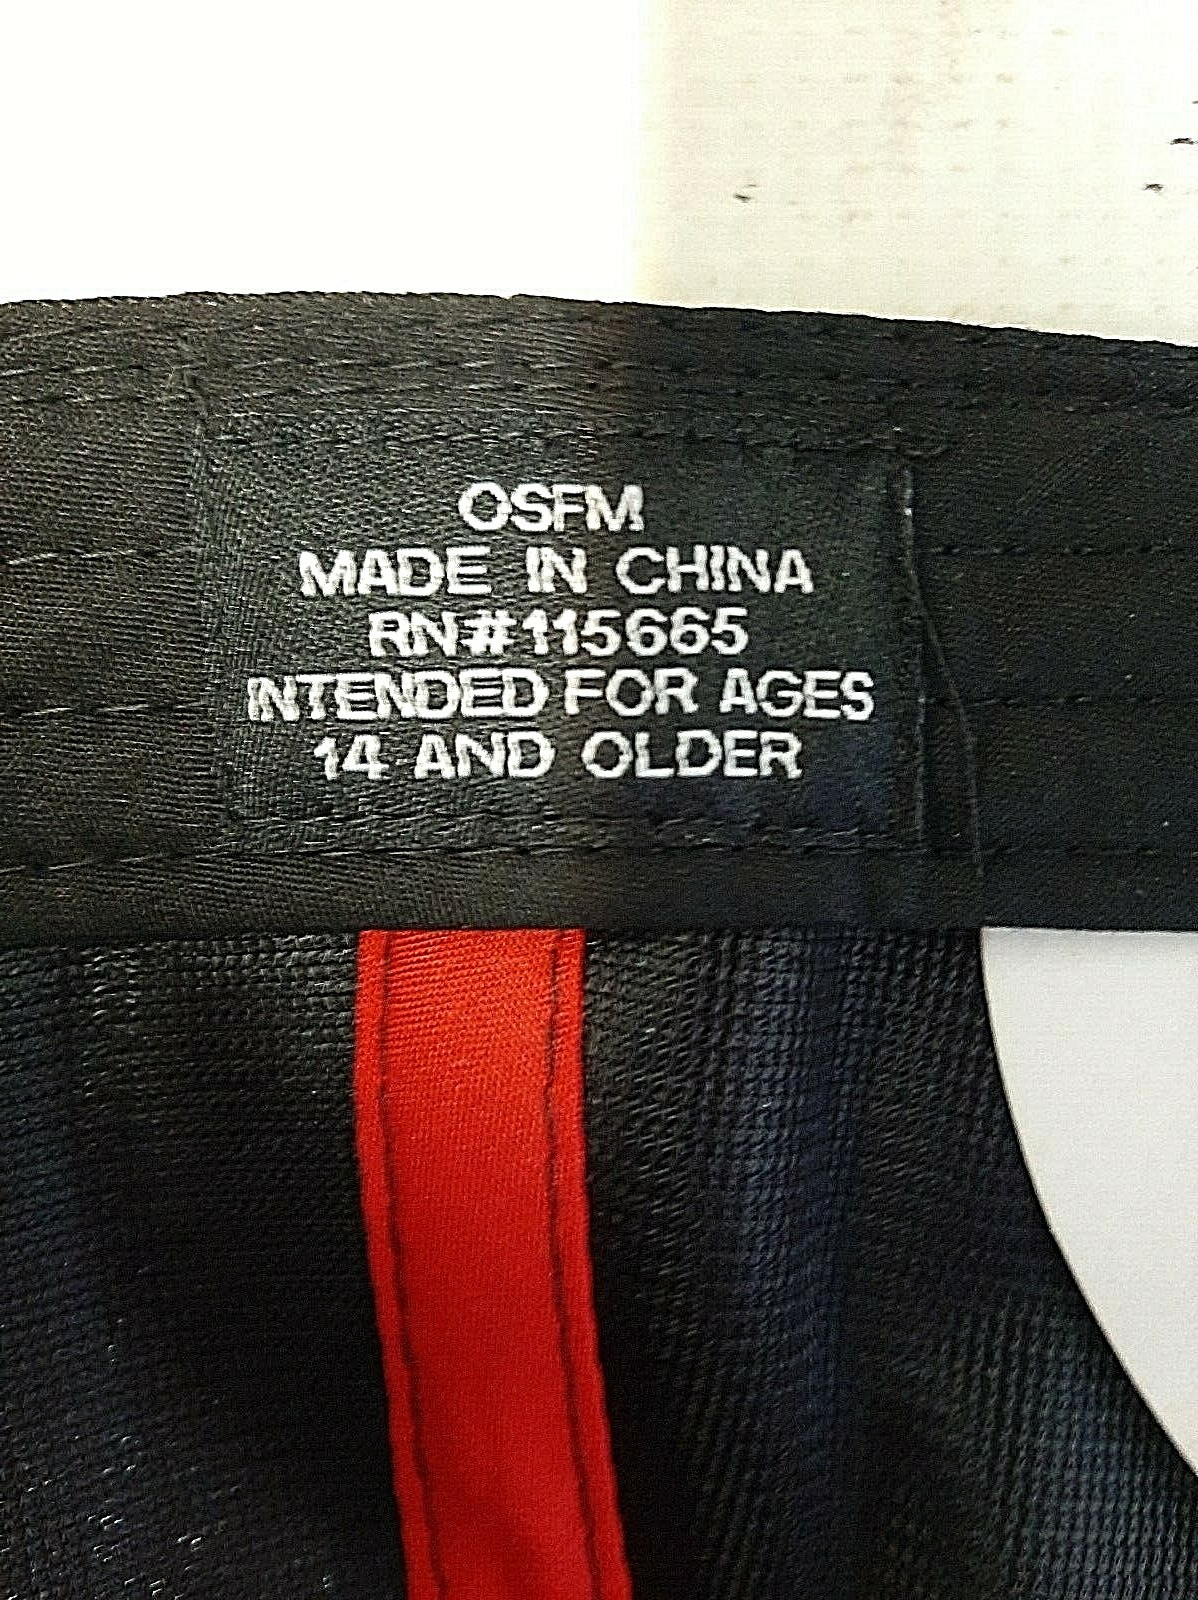 OSFM
MADE IN CHINA
RN#115665
INTENDED FOR AGES
14 AND OLDER